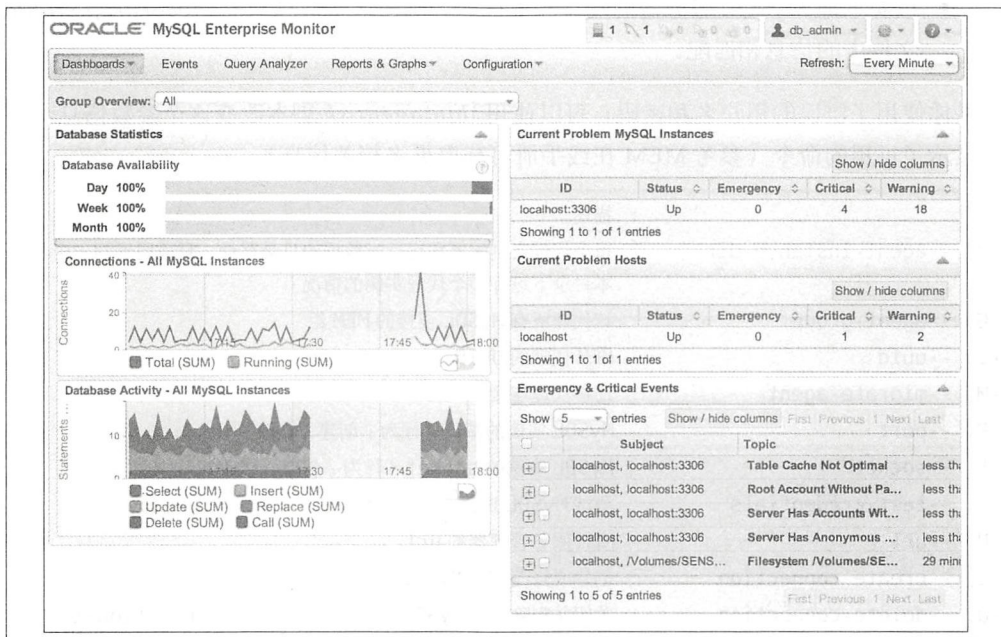 ORACLE MySQL Enterprise Monitor
1 1 0 0 0 db_admin
Dashboards Events Query Analyzer Reports & Graphs Configuration Refresh: Every Minute
Group Overview: All
Database Statistics
Database Availability
Day 100%
Week 100%
Month 100%
Connections - All MySQL Instances
Connections
40
20
0
17:45 18:00
Total (SUM) Running (SUM)
Database Activity - All MySQL Instances
Statements ...
10
0
17:45 18:00
Select (SUM) Insert (SUM)
Update (SUM) Replace (SUM)
Delete (SUM) Call (SUM)
Current Problem MySQL Instances
Show / hide columns
ID Status Emergency Critical Warning
localhost:3306 Up 0 4 18
Showing 1 to 1 of 1 entries
Current Problem Hosts
Show / hide columns
ID Status Emergency Critical Warning
localhost Up 0 1 2
Showing 1 to 1 of 1 entries
Emergency & Critical Events
Show 5 entries Show / hide columns First Previous 1 Next Last
Subject Topic
localhost, localhost:3306 Table Cache Not Optimal less tha
localhost, localhost:3306 Root Account Without Pa... less tha
localhost, localhost:3306 Server Has Accounts Wit... less tha
localhost, localhost:3306 Server Has Anonymous ... less tha
localhost, /Volumes/SENS... Filesystem /Volumes/SE... 29 minu
Showing 1 to 5 of 5 entries First Previous 1 Next Last